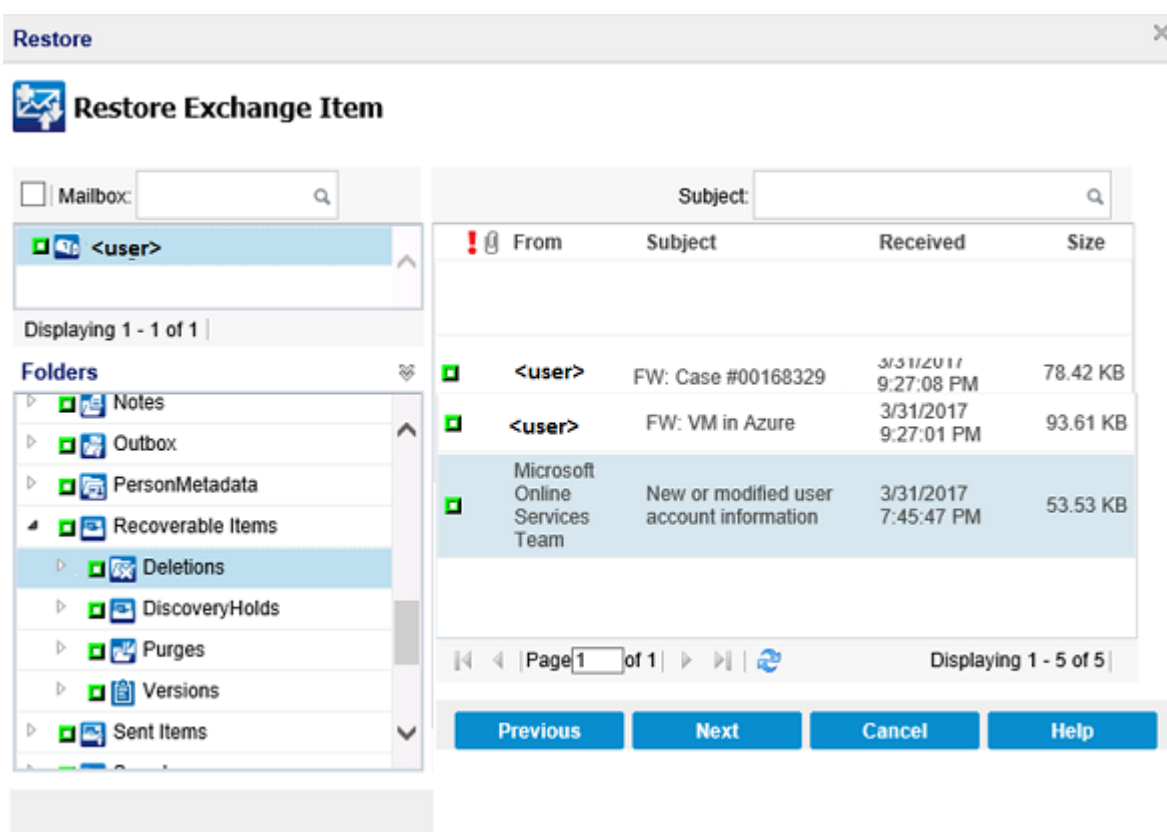 Restore
Restore Exchange Item
Mailbox:
Subject:
<user>
From Subject Received Size
Displaying 1 - 1 of 1
Folders
Notes
Outbox
PersonMetadata
Recoverable Items
Deletions
DiscoveryHolds
Purges
Versions
Sent Items
<user> FW: Case #00168329 3/31/2017 9:27:08 PM 78.42 KB
<user> FW: VM in Azure 3/31/2017 9:27:01 PM 93.61 KB
Microsoft
Online
Services
Team
New or modified user
account information
3/31/2017
7:45:47 PM
53.53 KB
Page 1 of 1
Displaying 1 - 5 of 5
Previous Next Cancel Help